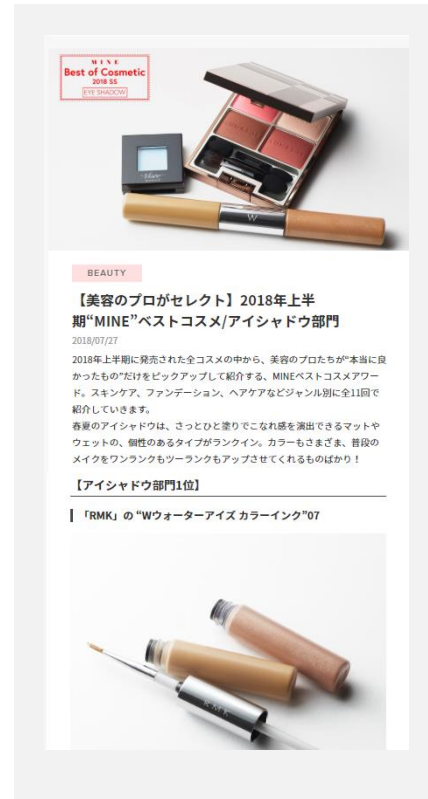 MINE
Best of Cosmetic
2018 SS
EYE SHADOW
W
BEAUTY
【美容のプロがセレクト】2018年上半
期“MINE”ベストコスメ/アイシャドウ部門
2018/07/27
2018年上半期に発売された全コスメの中から、美容のプロたちが“本当に良
かったもの”だけをピックアップして紹介する、MINEベストコスメアワー
ド。スキンケア、ファンデーション、ヘアケアなどジャンル別に全11回で
紹介していきます。
春夏のアイシャドウは、さっとひと塗りでこなれ感を演出できるマットや
ウェットの、個性のあるタイプがランクイン。カラーもさまざま、普段の
メイクをワンランクもツーランクもアップさせてくれるものばかり！
【アイシャドウ部門1位】
「RMK」の “Wウォーターアイズ カラーインク”07
RMK